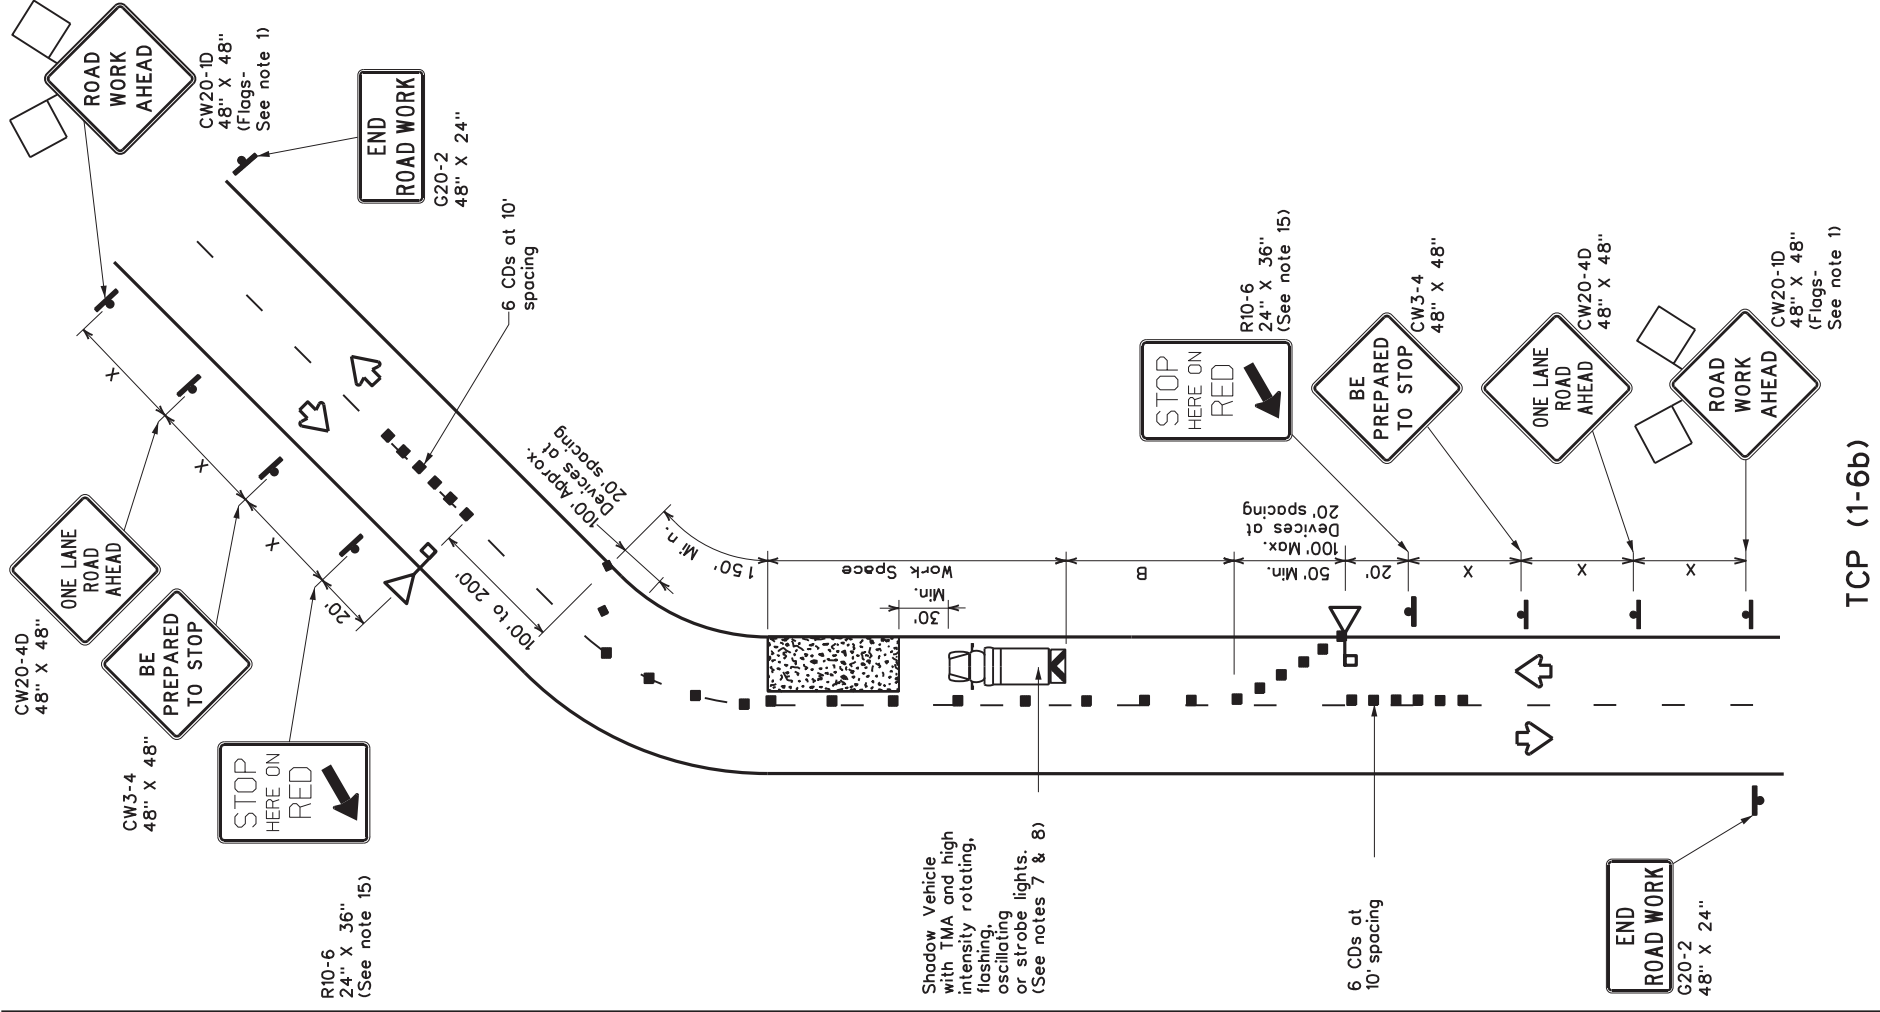 ROAD
WORK
AHEAD
CW20-1D
48" X 48"
(Flags-
See note 1)
END
ROAD WORK
G20-2
48" X 24"
6 CDs at 10'
spacing
ONE LANE
ROAD
AHEAD
CW20-4D
48" X 48"
BE
PREPARED
TO STOP
CW3-4
48" X 48"
STOP
HERE ON
RED
R10-6
24" X 36"
(See note 15)
X
X
X
20'
100' to 200'
100' Approx.
Devices at
20' spacing
150'
Min.
Work Space
30'
Min.
B
50' Min.
100' Max.
Devices at
20' spacing
20'
X
X
X
R10-6
24" X 36"
(See note 15)
STOP
HERE ON
RED
CW3-4
48" X 48"
BE
PREPARED
TO STOP
CW20-4D
48" X 48"
ONE LANE
ROAD
AHEAD
CW20-1D
48" X 48"
(Flags-
See note 1)
ROAD
WORK
AHEAD
Shadow Vehicle
with TMA and high
intensity rotating,
flashing,
oscillating
or strobe lights.
(See notes 7 & 8)
6 CDs at
10' spacing
END
ROAD WORK
G20-2
48" X 24"
TCP (1-6b)